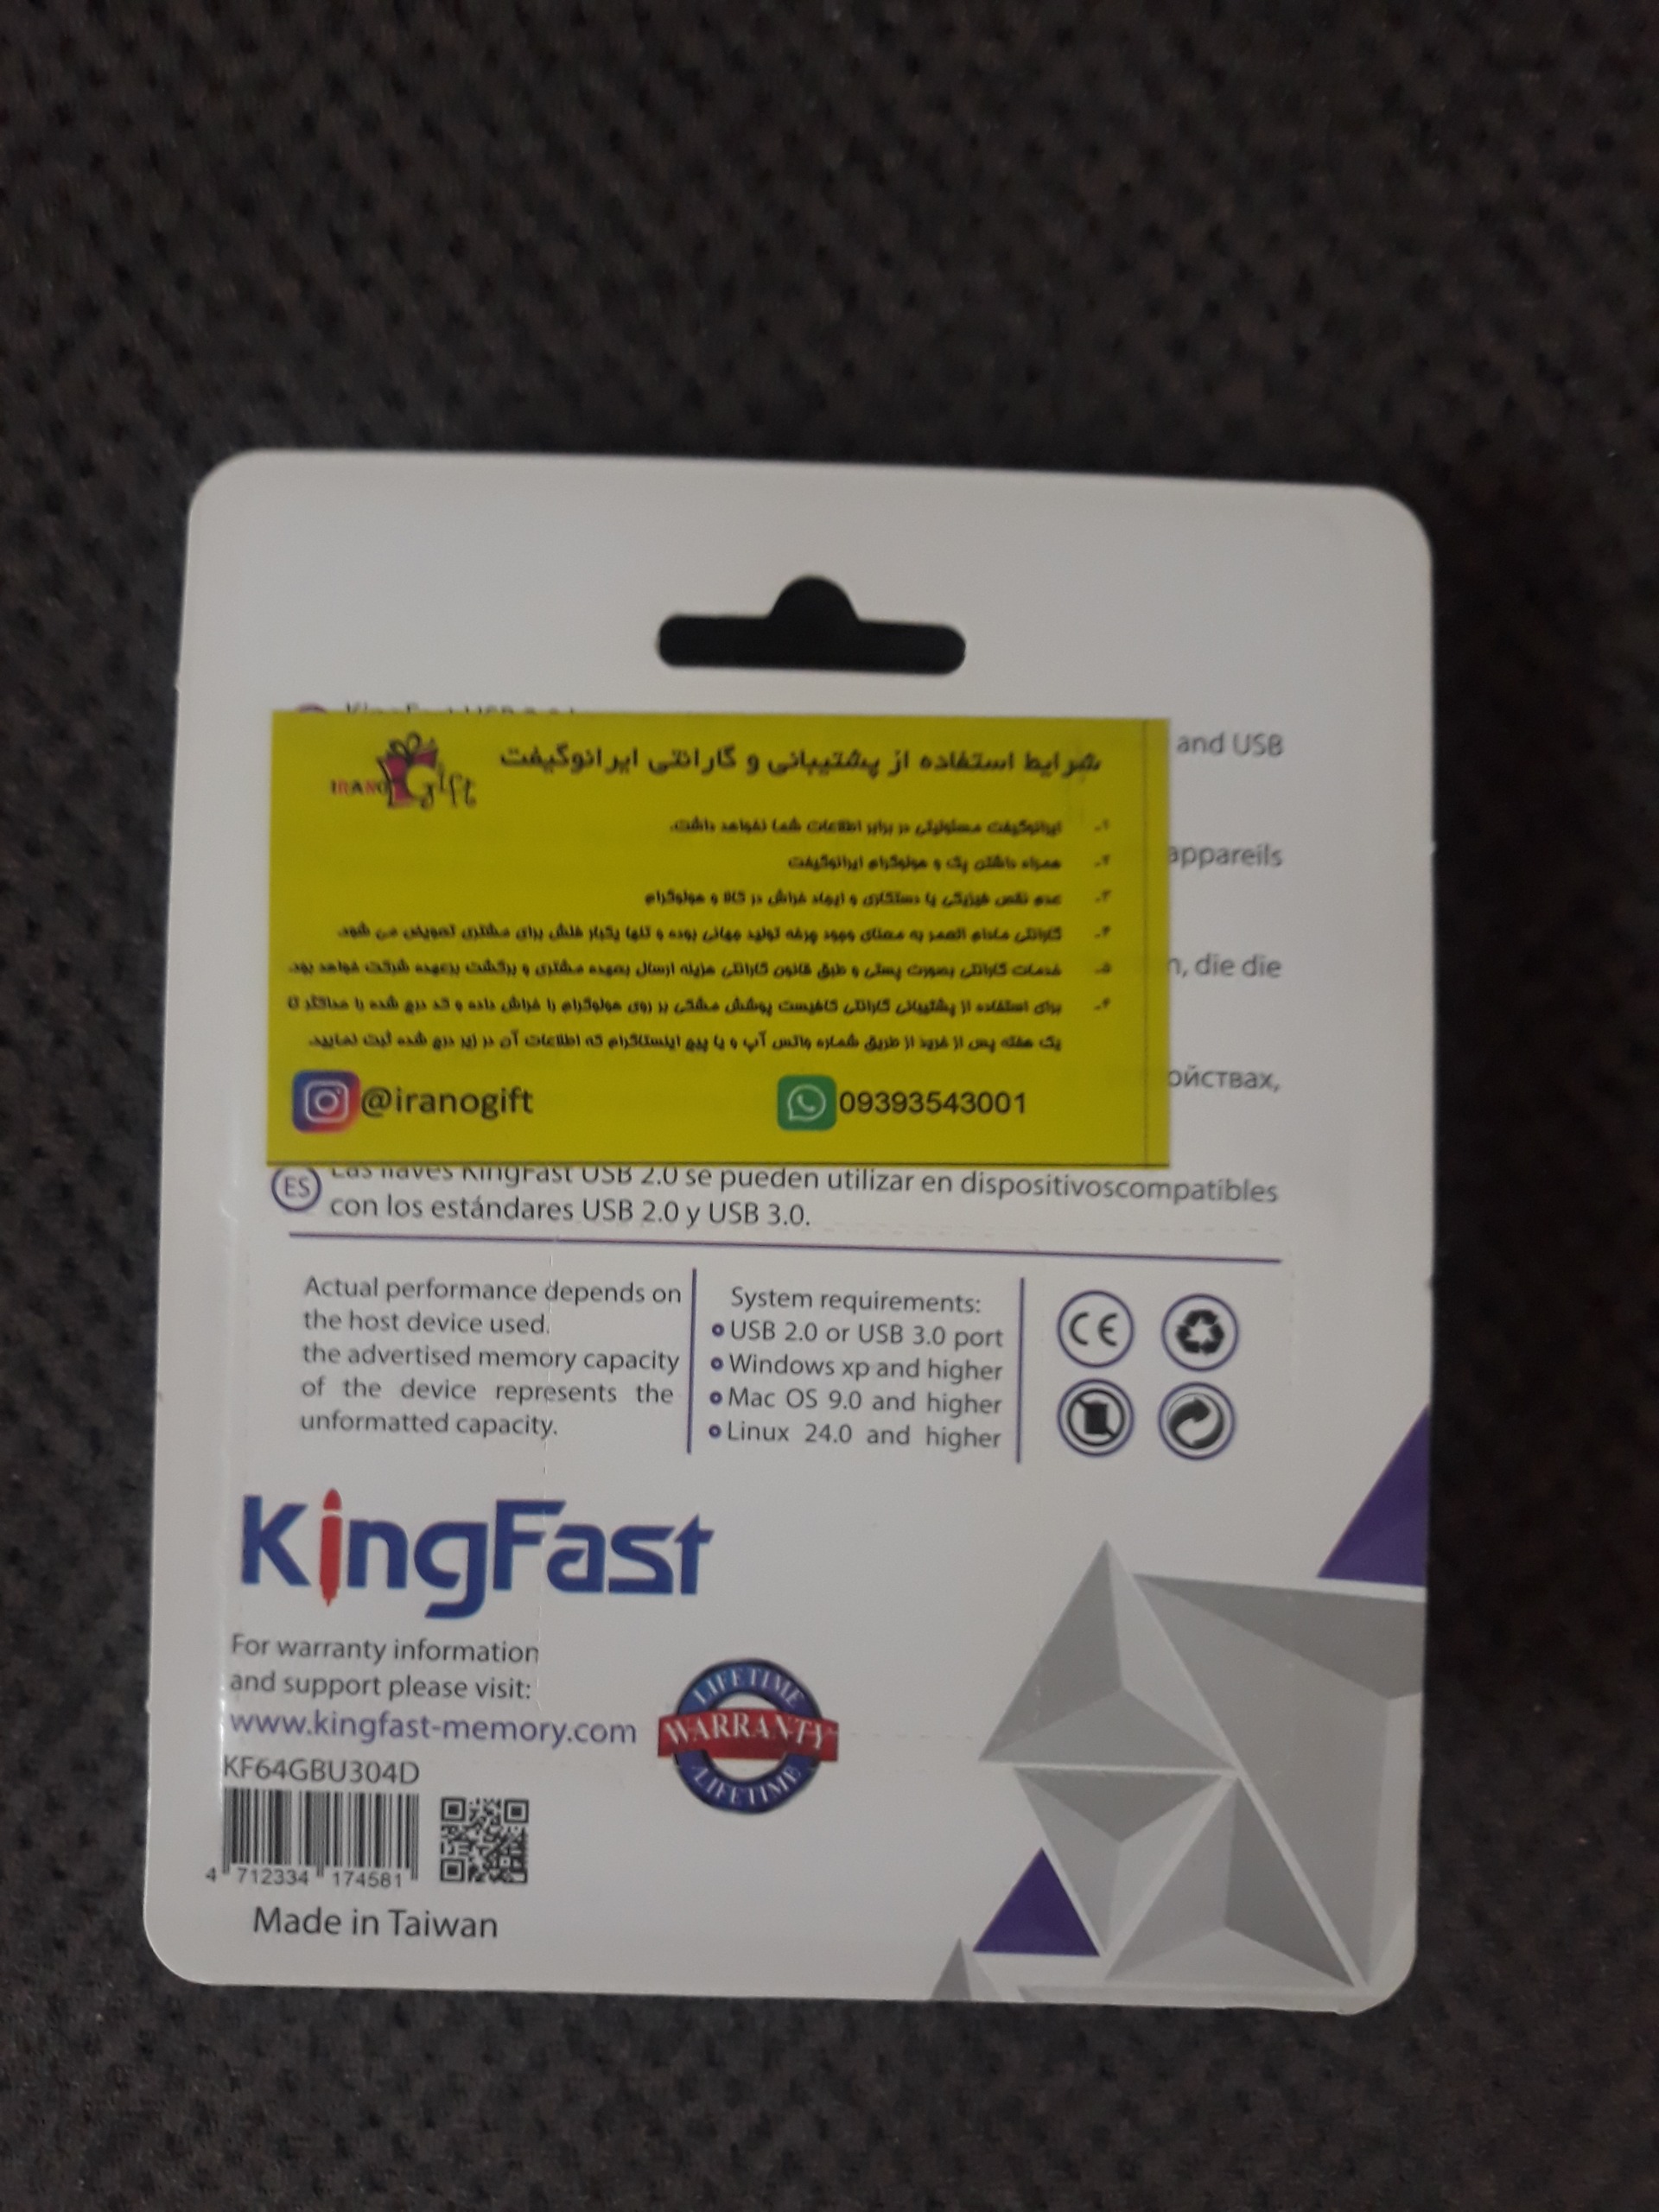 and USB
شرایط استفاده از پشتیبانی و گارانتی ایرانوگیفت
IRANO Gift
۱- ایرانوگیفت مسئولیتی در برابر اطلاعات شما نخواهد داشت.
۲- همراه داشتن پک و هولوگرام ایرانوگیفت
۳- عدم نقص فیزیکی یا دستکاری و ایجاد خراش در کالا و هولوگرام
۴- گارانتی مادام العمر به معنای وجود چرخه تولید جهانی بوده و تنها یکبار فلش برای مشتری تعویض می شود.
۵- خدمات گارانتی بصورت پستی و طبق قانون گارانتی هزینه ارسال بعهده مشتری و برگشت برعهده شرکت خواهد بود.
۶- برای استفاده از پشتیبانی گارانتی کافیست پوشش مشکی بر روی هولوگرام را خراش داده و کد درج شده را حداکثر تا
یک هفته پس از خرید از طریق شماره واتس آپ و یا پیج اینستاگرام که اطلاعات آن در زیر درج شده ثبت نمایید.
@iranogift
09393543001
appareils
, die die
ойствах,
ES Las llaves KingFast USB 2.0 se pueden utilizar en dispositivoscompatibles
con los estándares USB 2.0 y USB 3.0.
Actual performance depends on
the host device used.
the advertised memory capacity
of the device represents the
unformatted capacity.
System requirements:
USB 2.0 or USB 3.0 port
Windows xp and higher
Mac OS 9.0 and higher
Linux 24.0 and higher
CE
KingFast
For warranty information
and support please visit:
www.kingfast-memory.com
LIFETIME
WARRANTY
LIFETIME
KF64GBU304D
4 712334 174581
Made in Taiwan